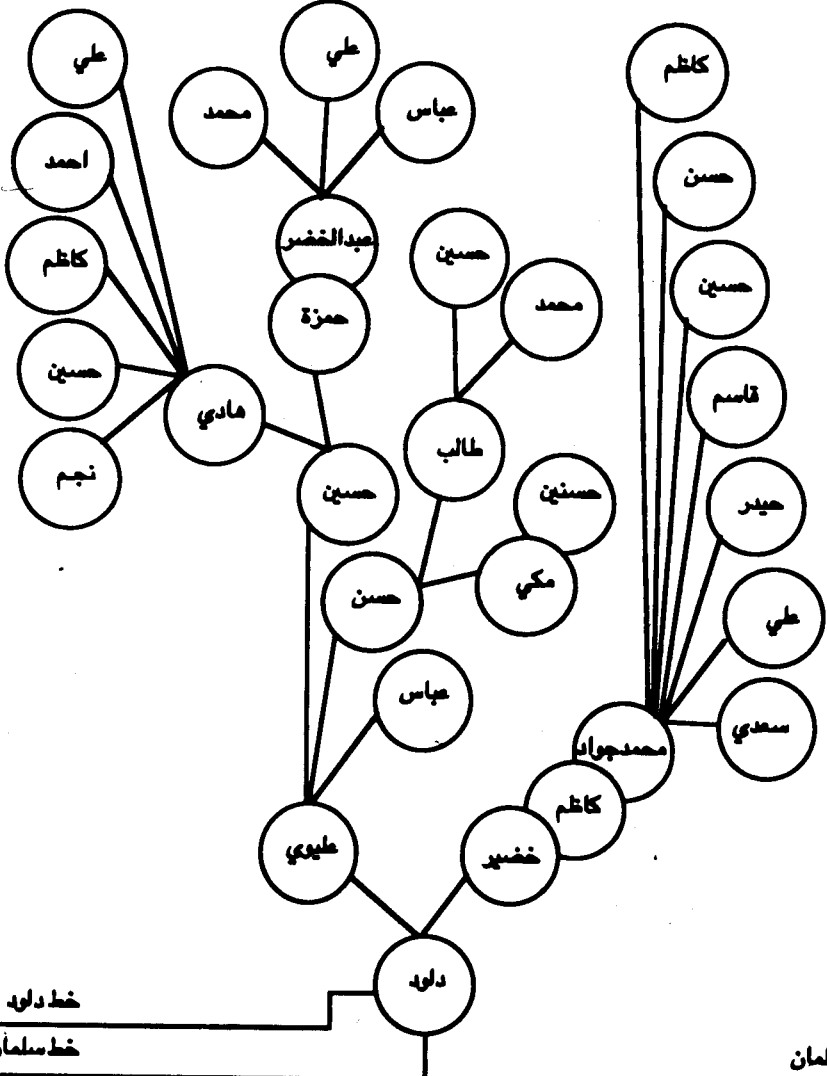 علي
علي
محمد
عباس
كاظم
احمد
حسن
عبدالخضر
حسين
كاظم
حسين
حمزة
محمد
حسين
هادي
قاسم
طالب
نجم
حسين
حسنين
حيدر
حسن
مكي
علي
عباس
سعدي
محمدجواد
كاظم
خضير
عليوي
داود
خط داود
خط سلمان